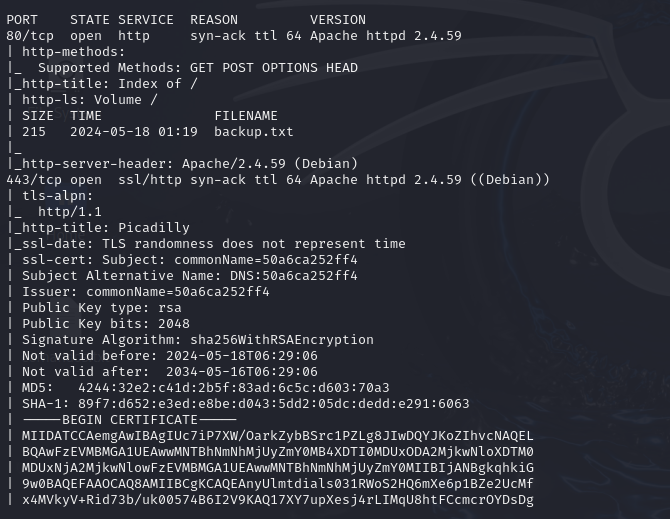 PORT    STATE SERVICE  REASON         VERSION
80/tcp  open  http     syn-ack ttl 64 Apache httpd 2.4.59
| http-methods:
|_  Supported Methods: GET POST OPTIONS HEAD
|_http-title: Index of /
| http-ls: Volume /
| SIZE  TIME              FILENAME
| 215   2024-05-18 01:19  backup.txt
|_
|_http-server-header: Apache/2.4.59 (Debian)
443/tcp open  ssl/http syn-ack ttl 64 Apache httpd 2.4.59 ((Debian))
| tls-alpn:
|_  http/1.1
|_http-title: Picadilly
|_ssl-date: TLS randomness does not represent time
| ssl-cert: Subject: commonName=50a6ca252ff4
| Subject Alternative Name: DNS:50a6ca252ff4
| Issuer: commonName=50a6ca252ff4
| Public Key type: rsa
| Public Key bits: 2048
| Signature Algorithm: sha256WithRSAEncryption
| Not valid before: 2024-05-18T06:29:06
| Not valid after:  2034-05-16T06:29:06
| MD5:   4244:32e2:c41d:2b5f:83ad:6c5c:d603:70a3
| SHA-1: 89f7:d652:e3ed:e8be:d043:5dd2:05dc:dedd:e291:6063
| -----BEGIN CERTIFICATE-----
| MIIDATCCAemgAwIBAgIUc7iP7XW/OarkZybBSrc1PZLg8JIwDQYJKoZIhvcNAQEL
| BQAwFzEVMBMGA1UEAwwMNTBhNmNhMjUyZmY0MB4XDTI0MDUxODA2MjkwNloXDTM0
| MDUxNjA2MjkwNlowFzEVMBMGA1UEAwwMNTBhNmNhMjUyZmY0MIIBIjANBgkqhkiG
| 9w0BAQEFAAOCAQ8AMIIBCgKCAQEAnyUlmtdials031RWoS2HQ6mXe6p1BZe2UcMf
| x4MVkyV+Rid73b/uk00574B6I2V9KAQ17XY7upXesj4rLIMqU8htFCcmcrOYDsDg